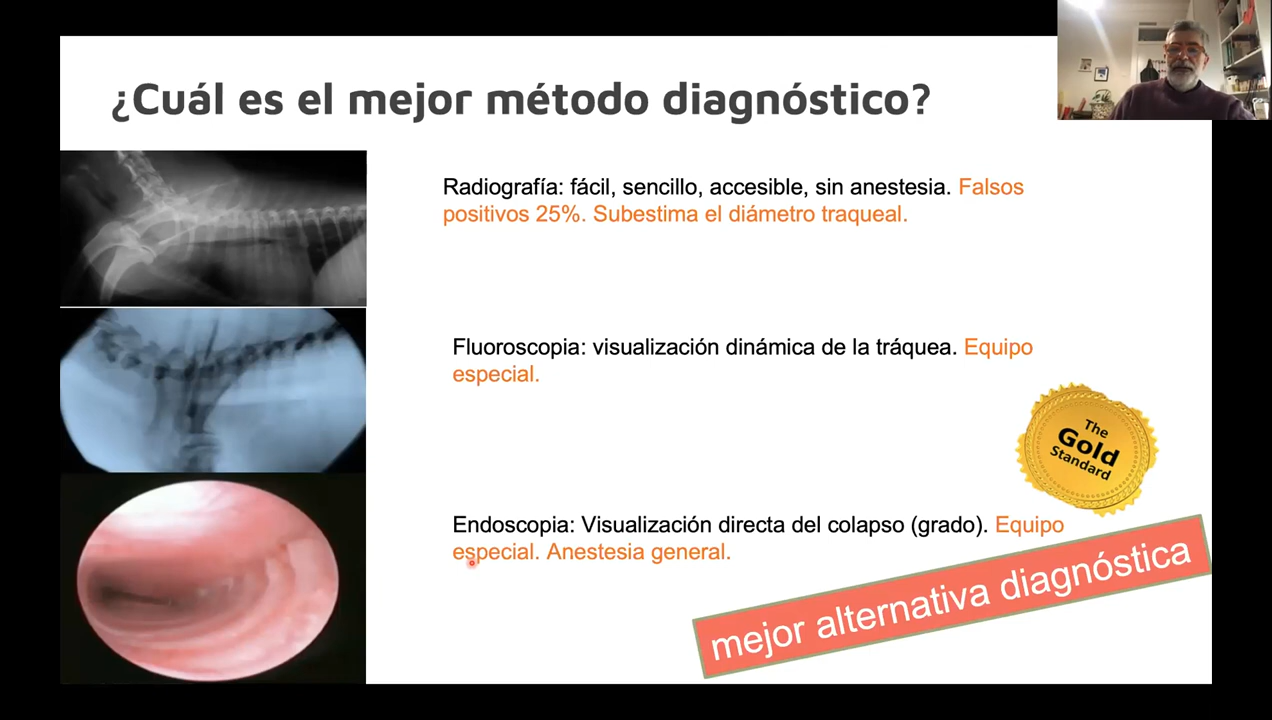 ¿Cuál es el mejor método diagnóstico?
Radiografía: fácil, sencillo, accesible, sin anestesia. Falsos
positivos 25%. Subestima el diámetro traqueal.
Fluoroscopia: visualización dinámica de la tráquea. Equipo
especial.
The
Gold
Standard
Endoscopia: Visualización directa del colapso (grado). Equipo
especial. Anestesia general.
mejor alternativa diagnóstica